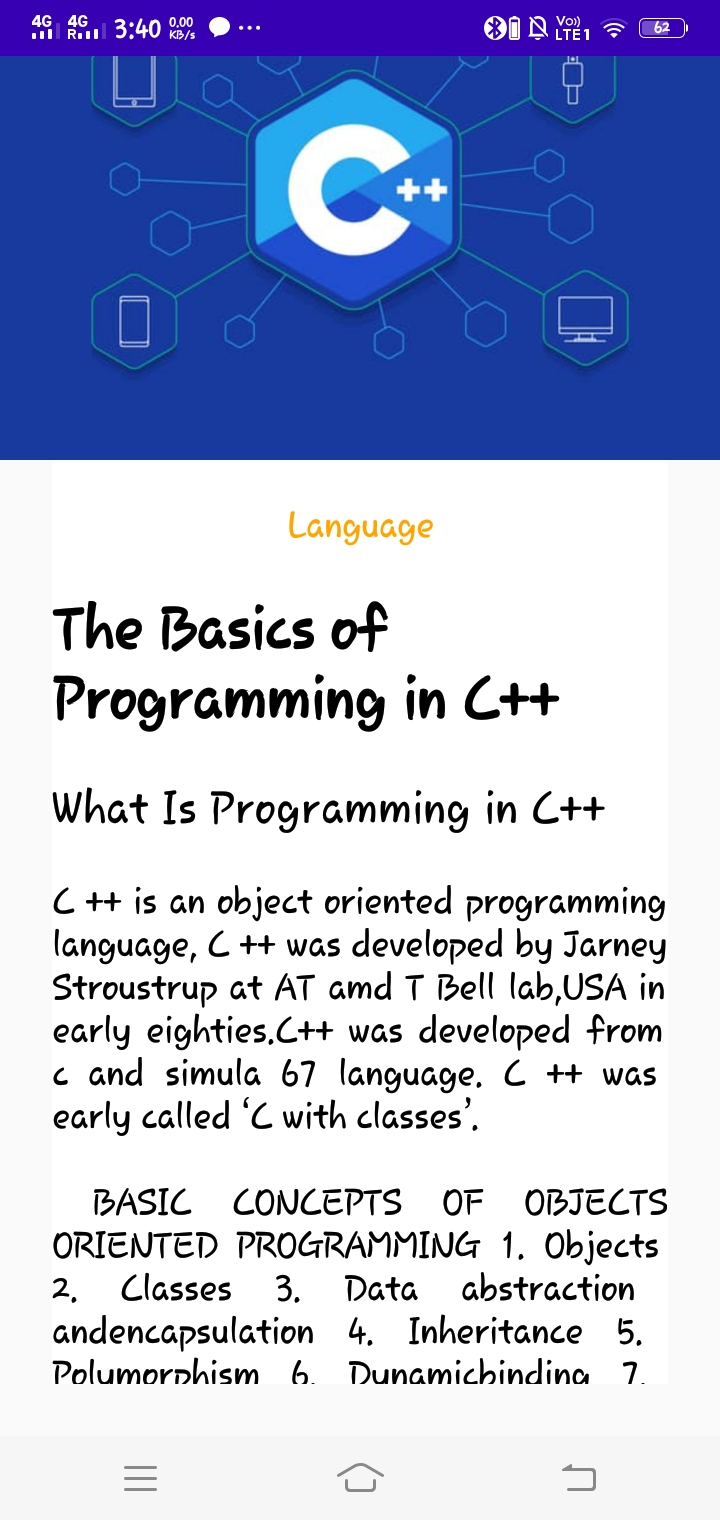 4G 4G R 3:40 0.00 KB/s ... Vo)) LTE1 62
C++
Language
The Basics of
Programming in C++
What Is Programming in C++
C ++ is an object oriented programming
language, C ++ was developed by Jarney
Stroustrup at AT amd T Bell lab,USA in
early eighties.C++ was developed from
c and simula 67 language. C ++ was
early called ‘C with classes’.
BASIC CONCEPTS OF OBJECTS
ORIENTED PROGRAMMING 1. Objects
2. Classes 3. Data abstraction
andencapsulation 4. Inheritance 5.
Polymorphism 6. Dynamicbinding 7.